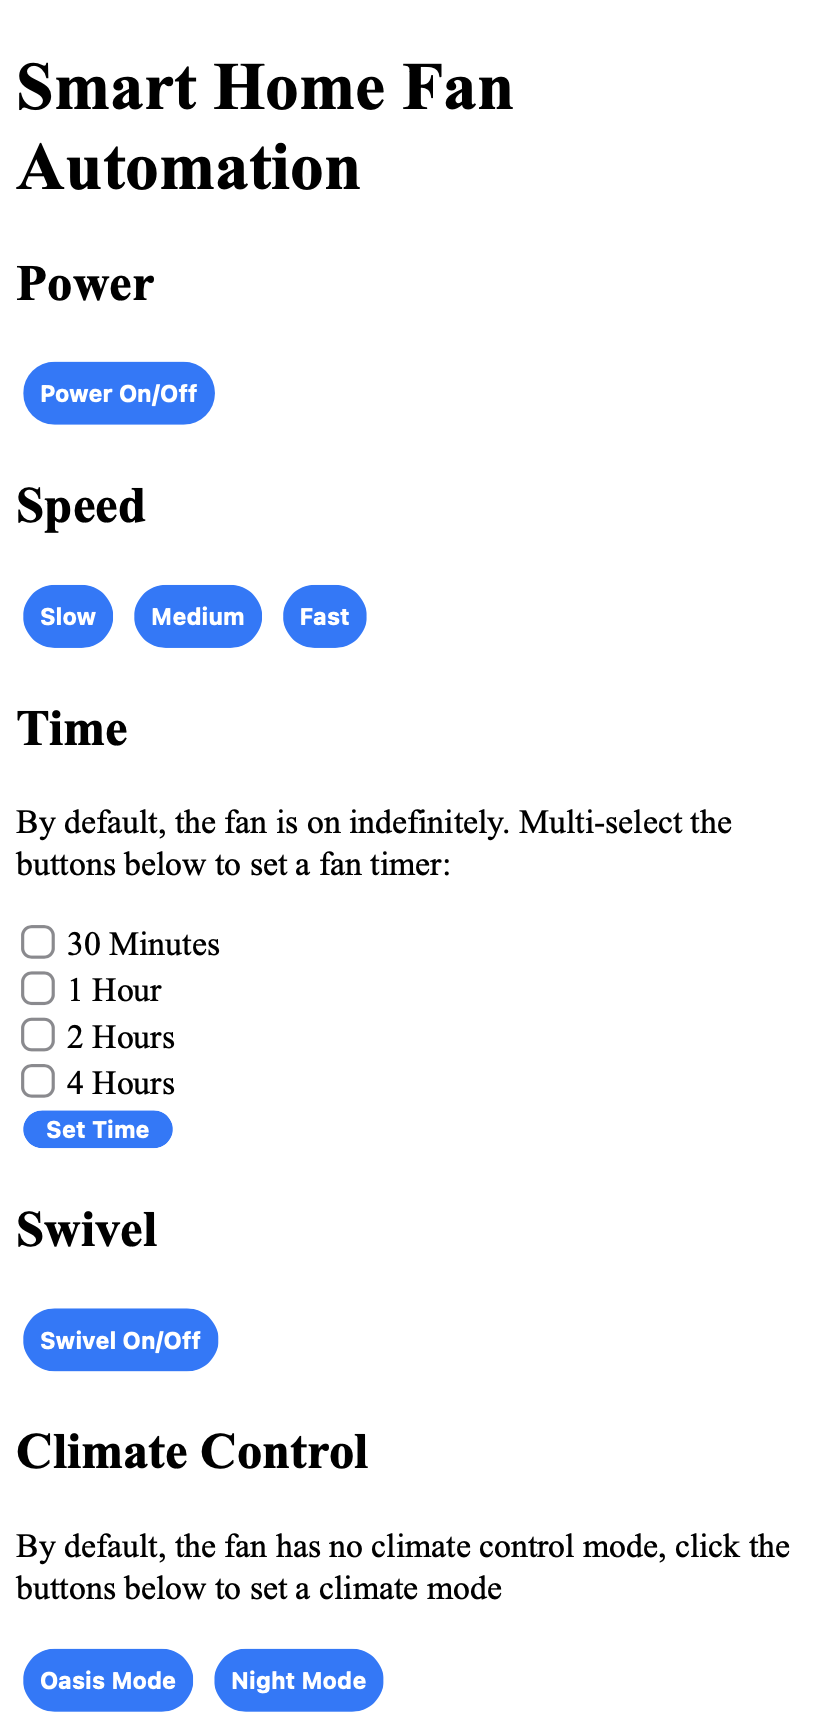 Smart Home Fan
Automation
Power
Power On/Off
Speed
Slow Medium Fast
Time
By default, the fan is on indefinitely. Multi-select the
buttons below to set a fan timer:
30 Minutes
1 Hour
2 Hours
4 Hours
Set Time
Swivel
Swivel On/Off
Climate Control
By default, the fan has no climate control mode, click the
buttons below to set a climate mode
Oasis Mode Night Mode